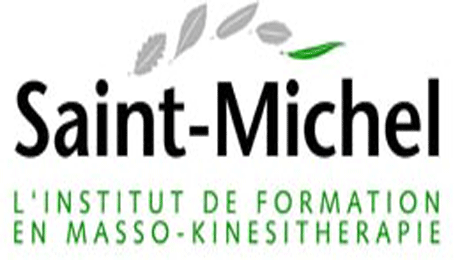 Saint-Michel
L'INSTITUT DE FORMATION
EN MASSO-KINESITHERAPIE